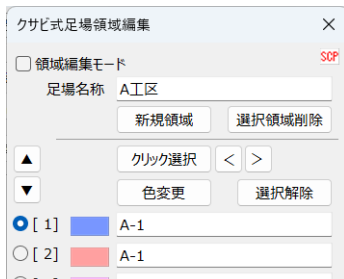 クサビ式足場領域編集 ×
領域編集モード SCP
足場名称 A工区
新規領域 選択領域削除
▲ クリック選択 < >
▼ 色変更 選択解除
[ 1] A-1
[ 2] A-1